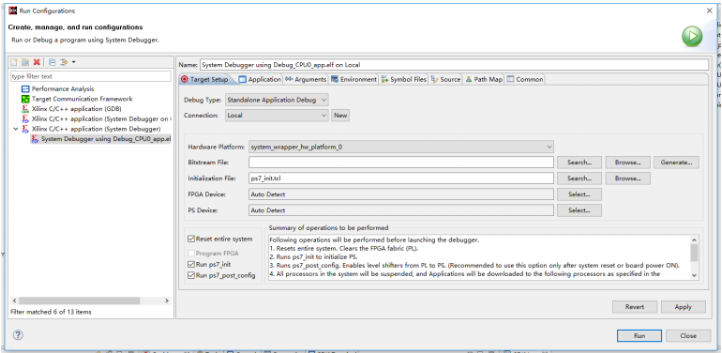 Run Configurations
Create, manage, and run configurations
Run or Debug a program using System Debugger.
type filter text
Performance Analysis
Target Communication Framework
Xilinx C/C++ application (GDB)
Xilinx C/C++ application (System Debugger on
Xilinx C/C++ application (System Debugger)
System Debugger using Debug_CPU0_app.el
Filter matched 6 of 13 items
Name: System Debugger using Debug_CPU0_app.elf on Local
Target Setup Application Arguments Environment Symbol Files Source Path Map Common
Debug Type: Standalone Application Debug
Connection: Local New
Hardware Platform: system_wrapper_hw_platform_0
Bitstream File: Search... Browse... Generate...
Initialization File: ps7_init.tcl Search... Browse...
FPGA Device: Auto Detect Select...
PS Device: Auto Detect Select...
Reset entire system
Program FPGA
Run ps7_init
Run ps7_post_config
Summary of operations to be performed
Following operations will be performed before launching the debugger.
1. Resets entire system. Clears the FPGA fabric (PL).
2. Runs ps7_init to initialize PS.
3. Runs ps7_post_config. Enables level shifters from PL to PS. (Recommended to use this option only after system reset or board power ON).
4. All processors in the system will be suspended, and Applications will be downloaded to the following processors as specified in the
Revert Apply
Run Close